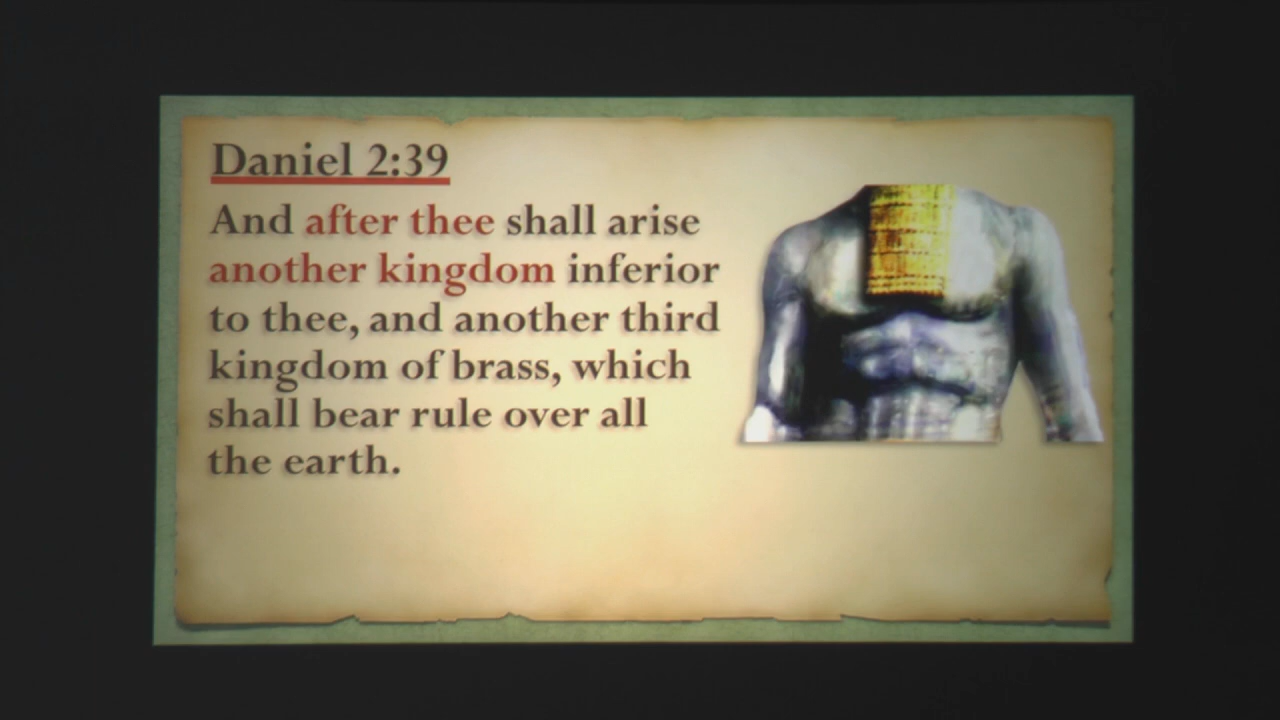 Daniel 2:39
And after thee shall arise
another kingdom inferior
to thee, and another third
kingdom of brass, which
shall bear rule over all
the earth.